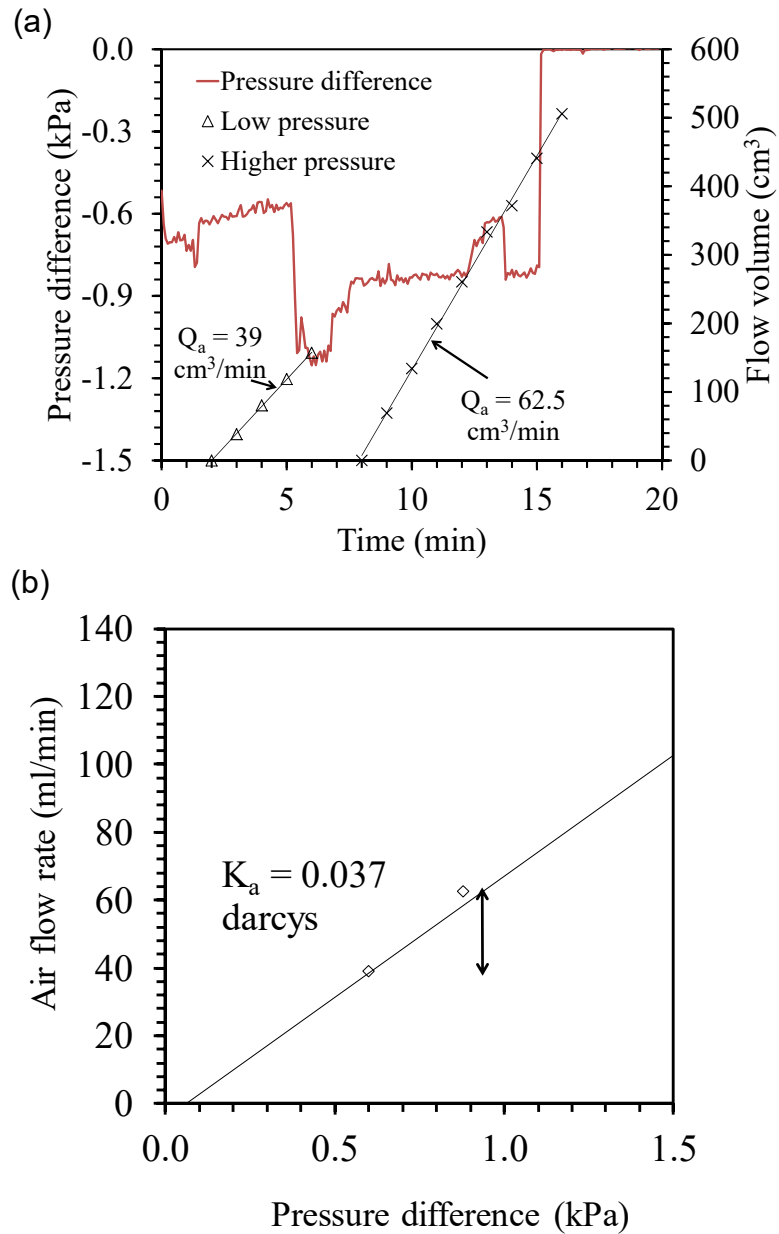 (a)
Pressure difference
Low pressure
Higher pressure
0.0
-0.3
-0.6
-0.9
-1.2
-1.5
Pressure difference (kPa)
600
500
400
300
200
100
0
Flow volume (cm³)
Qₐ = 39
cm³/min
Qₐ = 62.5
cm³/min
0 5 10 15 20
Time (min)
(b)
140
120
100
80
60
40
20
0
Air flow rate (ml/min)
Kₐ = 0.037
darcys
0.0 0.5 1.0 1.5
Pressure difference (kPa)